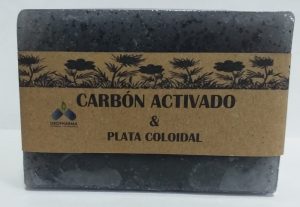 CARBÓN ACTIVADO
&
PLATA COLOIDAL